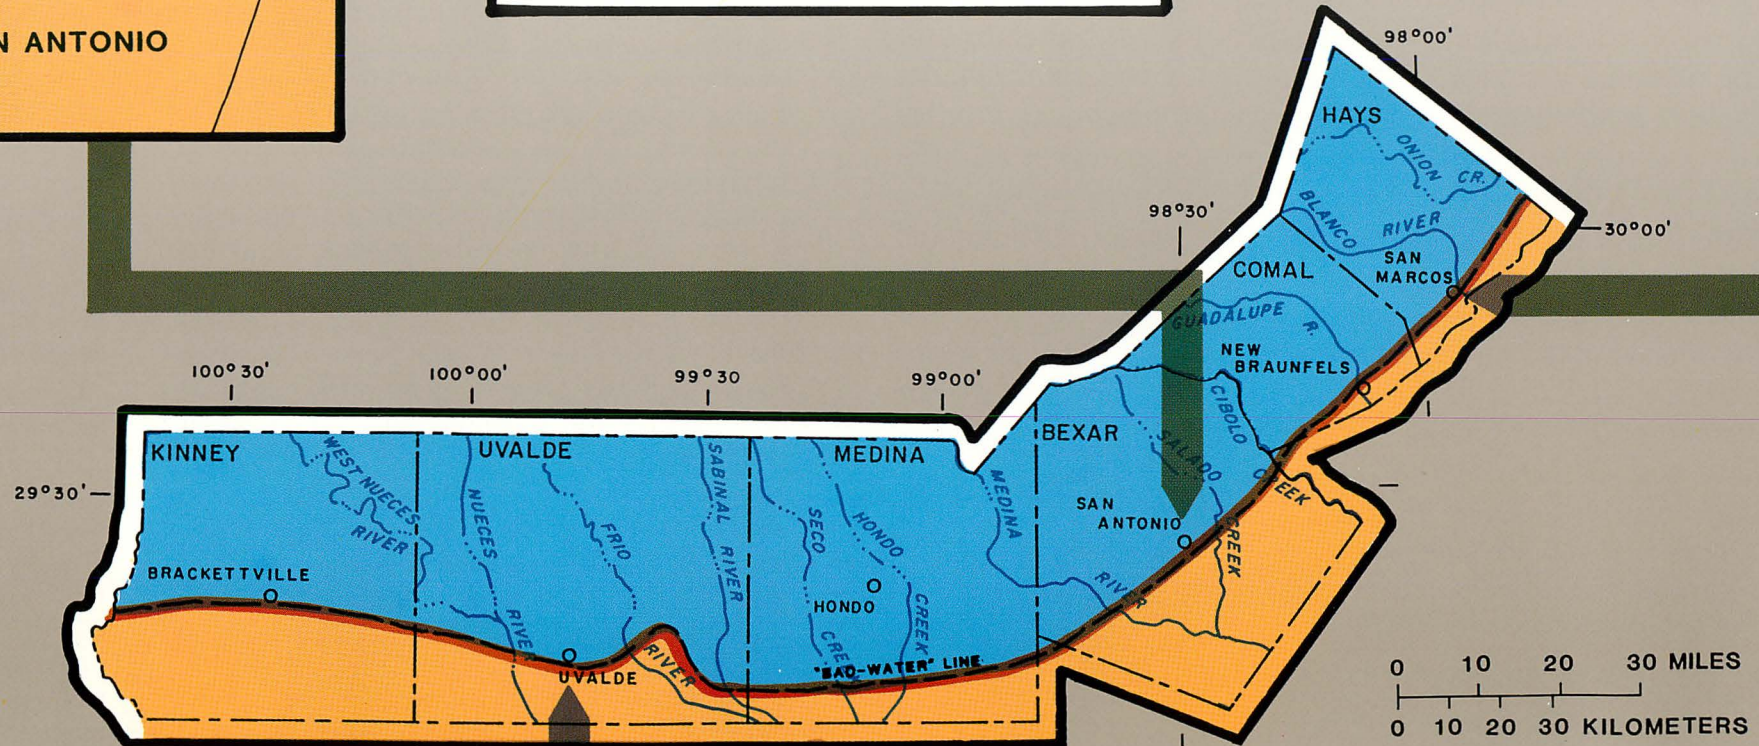 N ANTONIO
98°00'
HAYS
ONION
CR.
98°30'
BLANCO
RIVER
30°00'
SAN
MARCOS
COMAL
GUADALUPE
R.
NEW
BRAUNFELS
100°30'
100°00'
99°30
99°00'
CIBOLO
CREEK
KINNEY
UVALDE
MEDINA
BEXAR
SALADO
CREEK
29°30'
WEST NUECES
RIVER
NUECES
RIVER
FRIO
RIVER
SABINAL RIVER
SECO
CREEK
HONDO
CREEK
MEDINA
RIVER
SAN
ANTONIO
BRACKETTVILLE
HONDO
UVALDE
"BAD-WATER" LINE
0 10 20 30 MILES
0 10 20 30 KILOMETERS